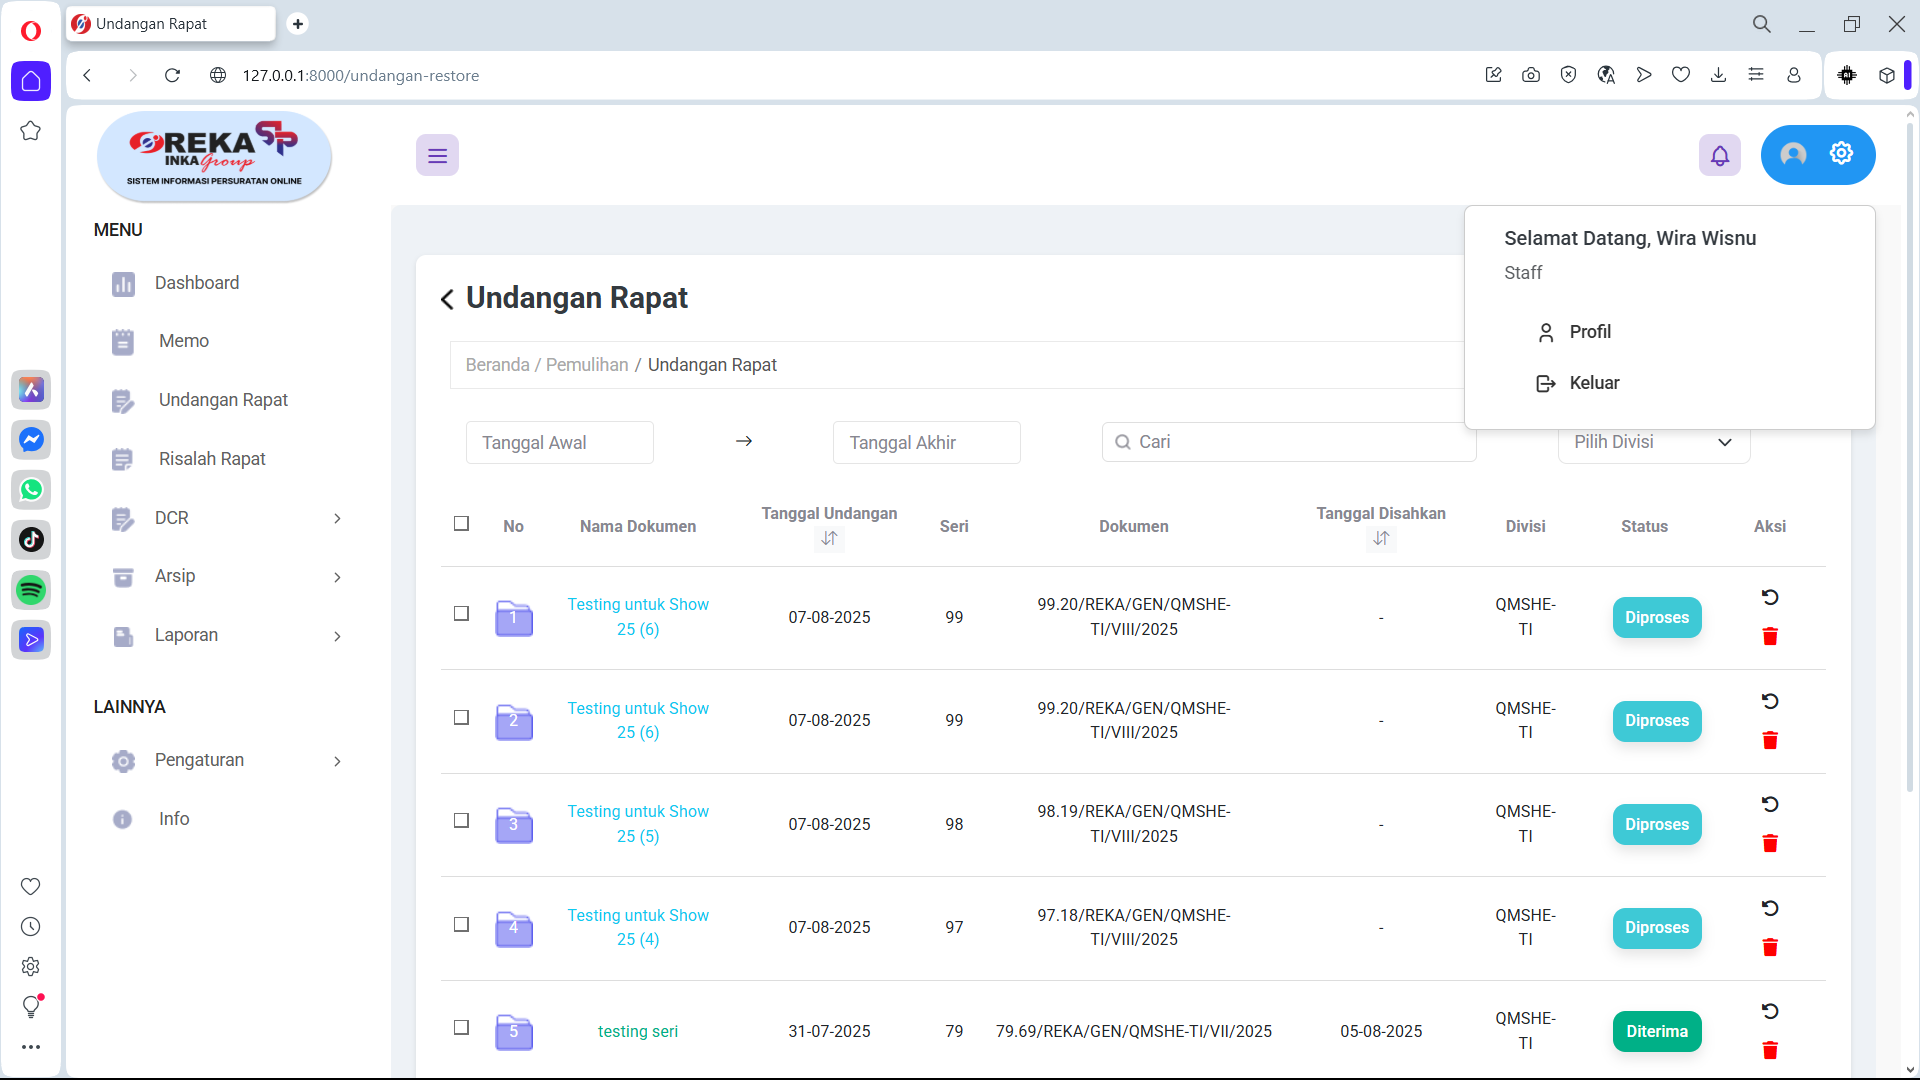 Undangan Rapat
127.0.0.1:8000/undangan-restore
REKA SP
INKA Group
SISTEM INFORMASI PERSURATAN ONLINE
MENU
Dashboard
Memo
Undangan Rapat
Risalah Rapat
DCR
Arsip
Laporan
LAINNYA
Pengaturan
Info
Selamat Datang, Wira Wisnu
Staff
Profil
Keluar
Undangan Rapat
Beranda / Pemulihan / Undangan Rapat
Tanggal Awal → Tanggal Akhir Cari Pilih Divisi
No Nama Dokumen Tanggal Undangan Seri Dokumen Tanggal Disahkan Divisi Status Aksi
1 Testing untuk Show 25 (6) 07-08-2025 99 99.20/REKA/GEN/QMSHE-TI/VIII/2025 - QMSHE-TI Diproses
2 Testing untuk Show 25 (6) 07-08-2025 99 99.20/REKA/GEN/QMSHE-TI/VIII/2025 - QMSHE-TI Diproses
3 Testing untuk Show 25 (5) 07-08-2025 98 98.19/REKA/GEN/QMSHE-TI/VIII/2025 - QMSHE-TI Diproses
4 Testing untuk Show 25 (4) 07-08-2025 97 97.18/REKA/GEN/QMSHE-TI/VIII/2025 - QMSHE-TI Diproses
5 testing seri 31-07-2025 79 79.69/REKA/GEN/QMSHE-TI/VII/2025 05-08-2025 QMSHE-TI Diterima